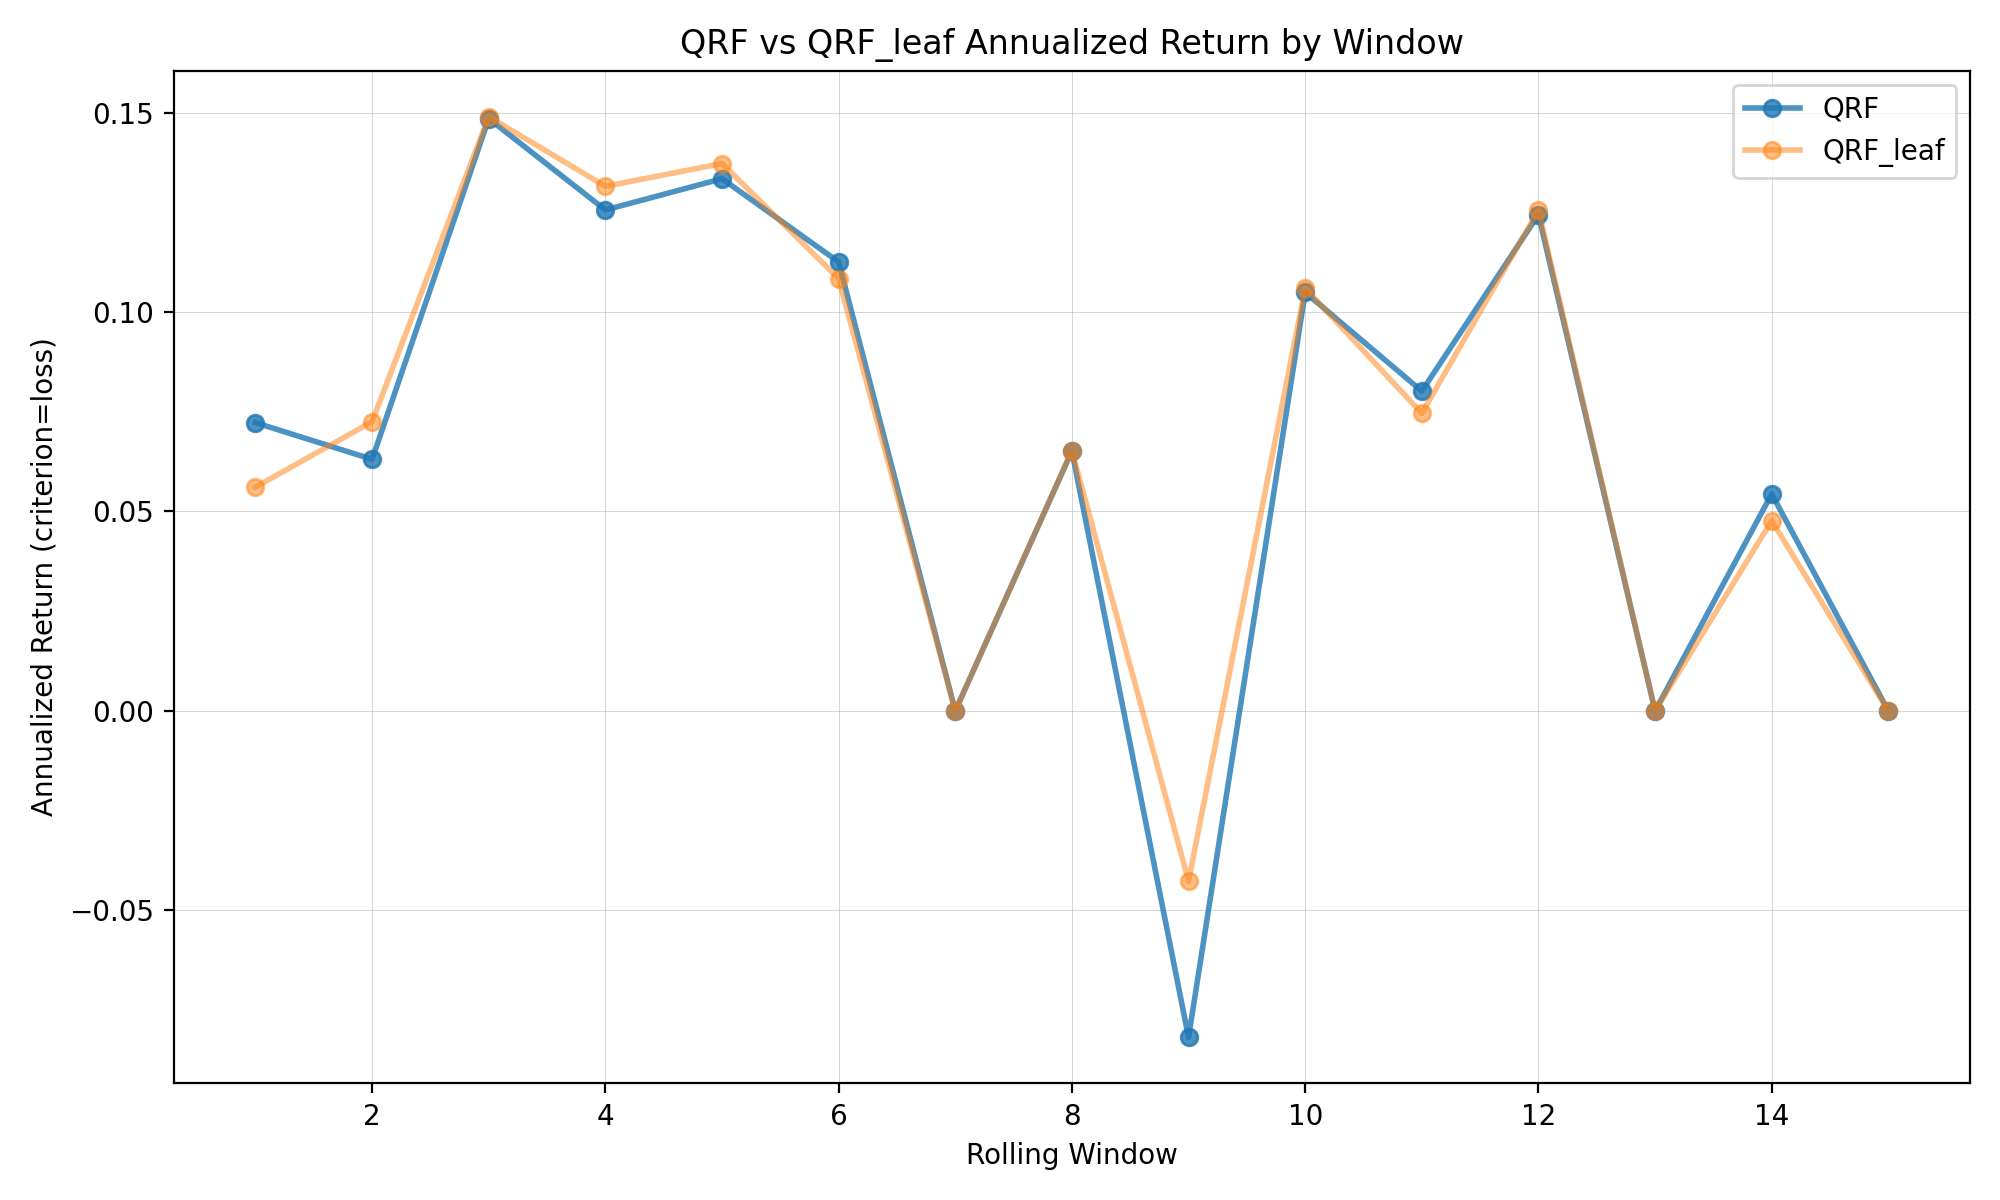 QRF vs QRF_leaf Annualized Return by Window
QRF
QRF_leaf
Annualized Return (criterion=loss)
0.15
0.10
0.05
0.00
−0.05
2 4 6 8 10 12 14
Rolling Window